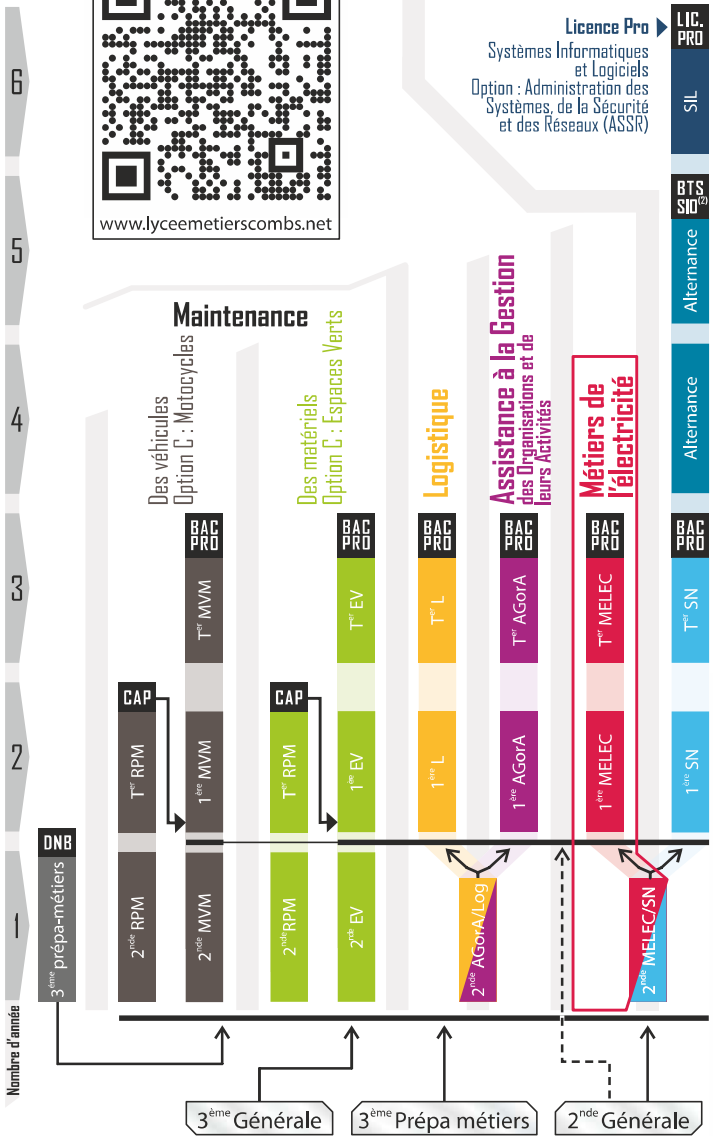 6
5
4
3
2
1
Nombre d'année
www.lyceemetierscombs.net
Licence Pro
Systèmes Informatiques
et Logiciels
Option : Administration des
Systèmes, de la Sécurité
et des Réseaux (ASSR)
LIC.
PRO
SIL
BTS
SIO(2)
Alternance
Alternance
Maintenance
Des véhicules
Option C : Motocycles
Des matériels
Option C : Espaces Verts
Logistique
Assistance à la Gestion
des Organisations et de
leurs Activités
Métiers de
l'électricité
BAC
PRO
BAC
PRO
BAC
PRO
BAC
PRO
BAC
PRO
BAC
PRO
Ter MVM
Ter EV
Ter L
Ter AGorA
Ter MELEC
Ter SN
CAP
CAP
Ter RPM
1ère MVM
Ter RPM
1ère EV
1ère L
1ère AGorA
1ère MELEC
1ère SN
DNB
3ème prépa-métiers
2nde RPM
2nde MVM
2nde RPM
2nde EV
2nde AGorA/Log
2nde MELEC/SN
3ème Générale
3ème Prépa métiers
2nde Générale